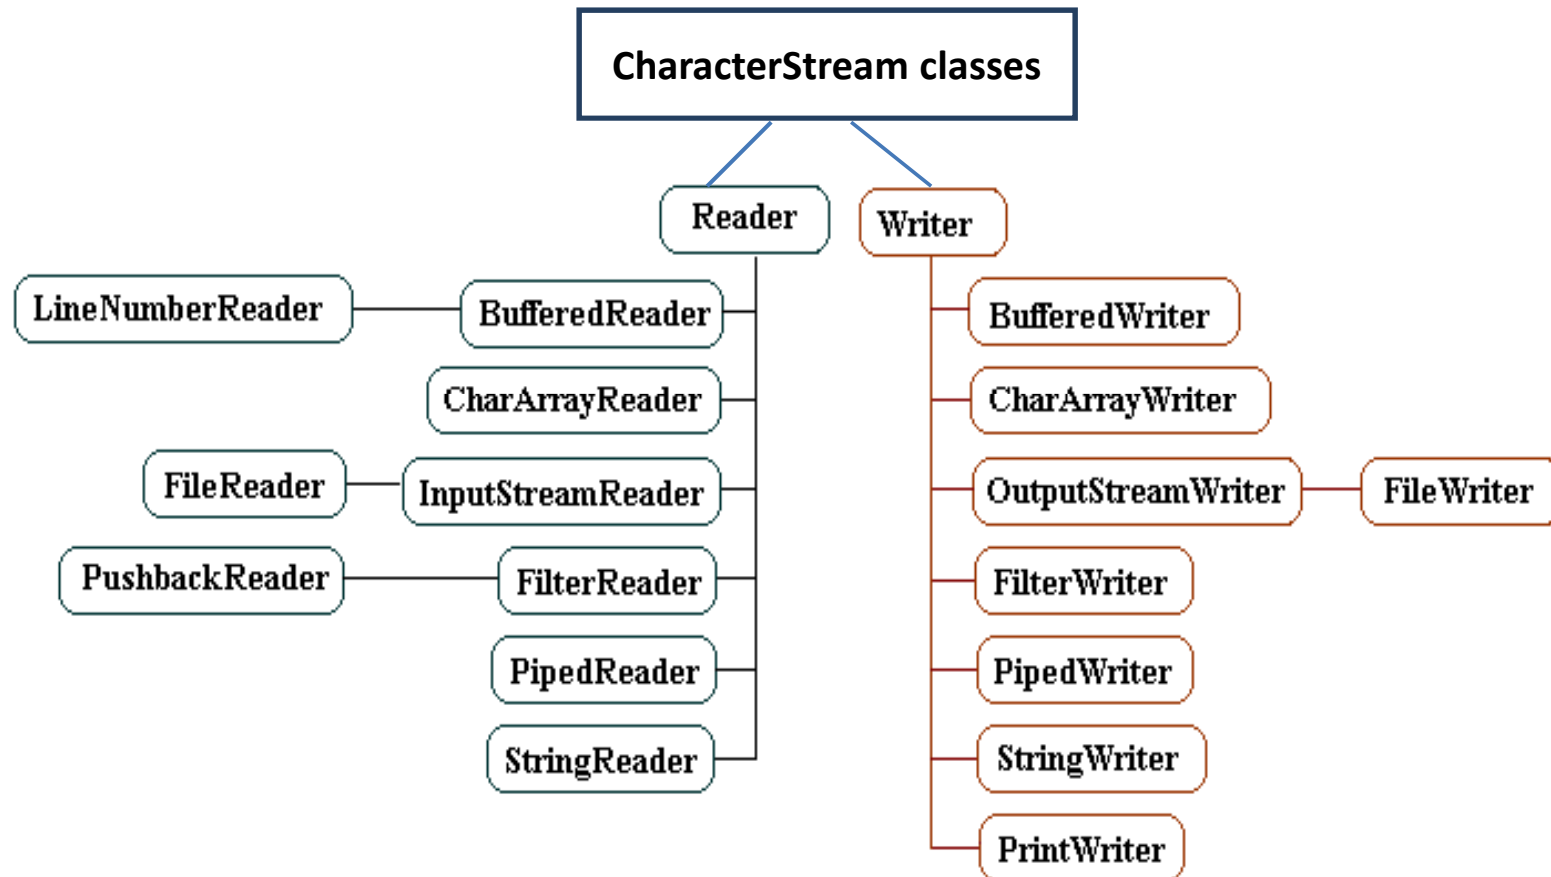 CharacterStream classes
Reader
Writer
LineNumberReader
BufferedReader
BufferedWriter
CharArrayReader
CharArrayWriter
FileReader
InputStreamReader
OutputStreamWriter
FileWriter
PushbackReader
FilterReader
FilterWriter
PipedReader
PipedWriter
StringReader
StringWriter
PrintWriter